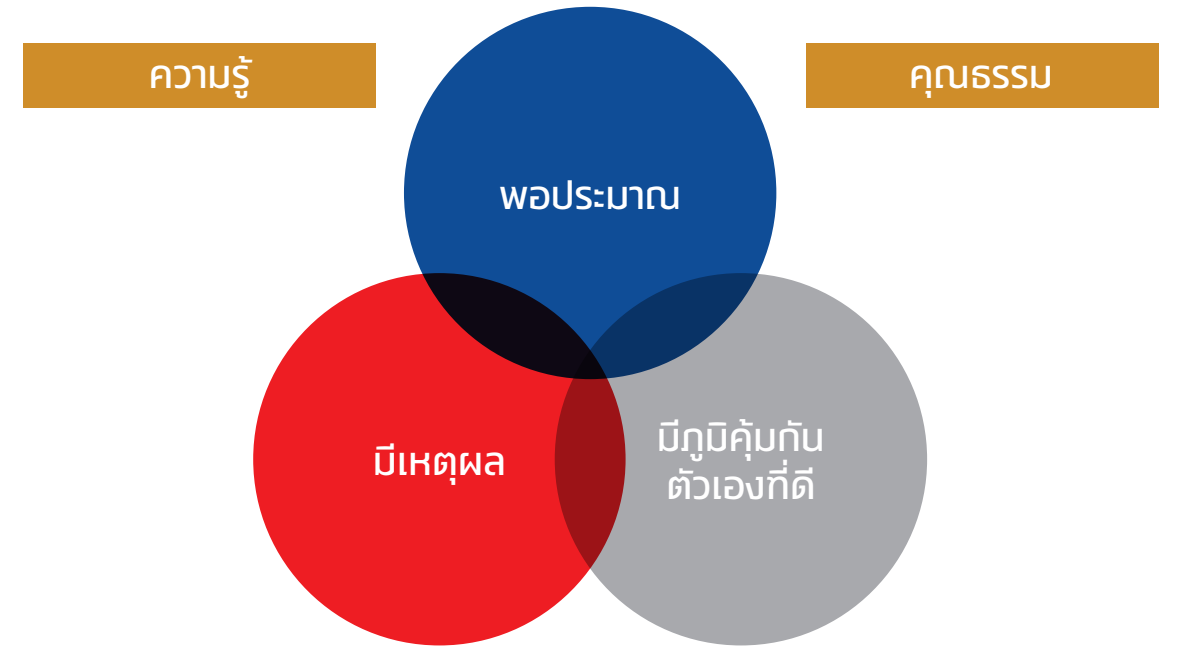 ความรู้
คุณธรรม
พอประมาณ
มีเหตุผล
มีภูมิคุ้มกัน
ตัวเองที่ดี